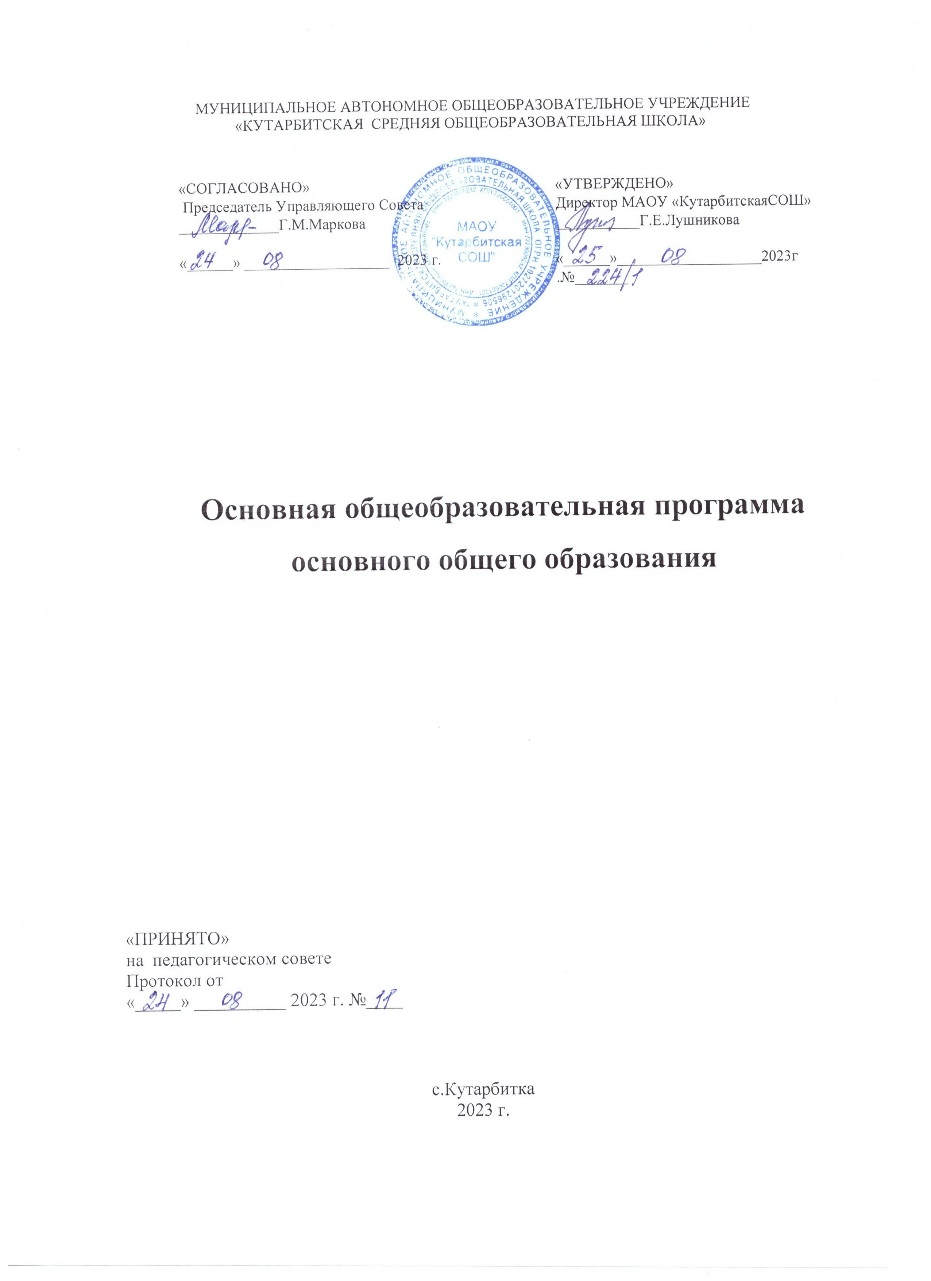 МУНИЦИПАЛЬНОЕ АВТОНОМНОЕ ОБЩЕОБРАЗОВАТЕЛЬНОЕ УЧРЕЖДЕНИЕ
«КУТАРБИТСКАЯ СРЕДНЯЯ ОБЩЕОБРАЗОВАТЕЛЬНАЯ ШКОЛА»
«СОГЛАСОВАНО»
Председатель Управляющего Совета
Г.М.Маркова
«24» 08 2023 г.
МАОУ
"Кутарбитская
СОШ"
«УТВЕРЖДЕНО»
Директор МАОУ «КутарбитскаяСОШ»
Г.Е.Лушникова
« 25 » 08 2023г
.№ 224/1
Основная общеобразовательная программа
основного общего образования
«ПРИНЯТО»
на педагогическом совете
Протокол от
« 24 » 08 2023 г. № 11
с.Кутарбитка
2023 г.